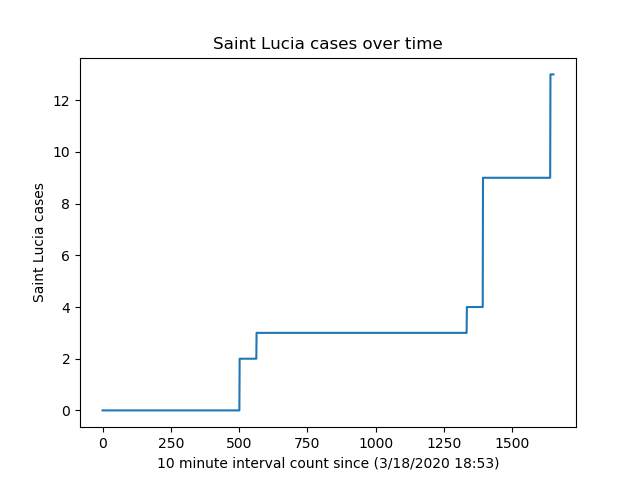 Saint Lucia cases over time
Saint Lucia cases
12
10
8
6
4
2
0
0 250 500 750 1000 1250 1500
10 minute interval count since (3/18/2020 18:53)